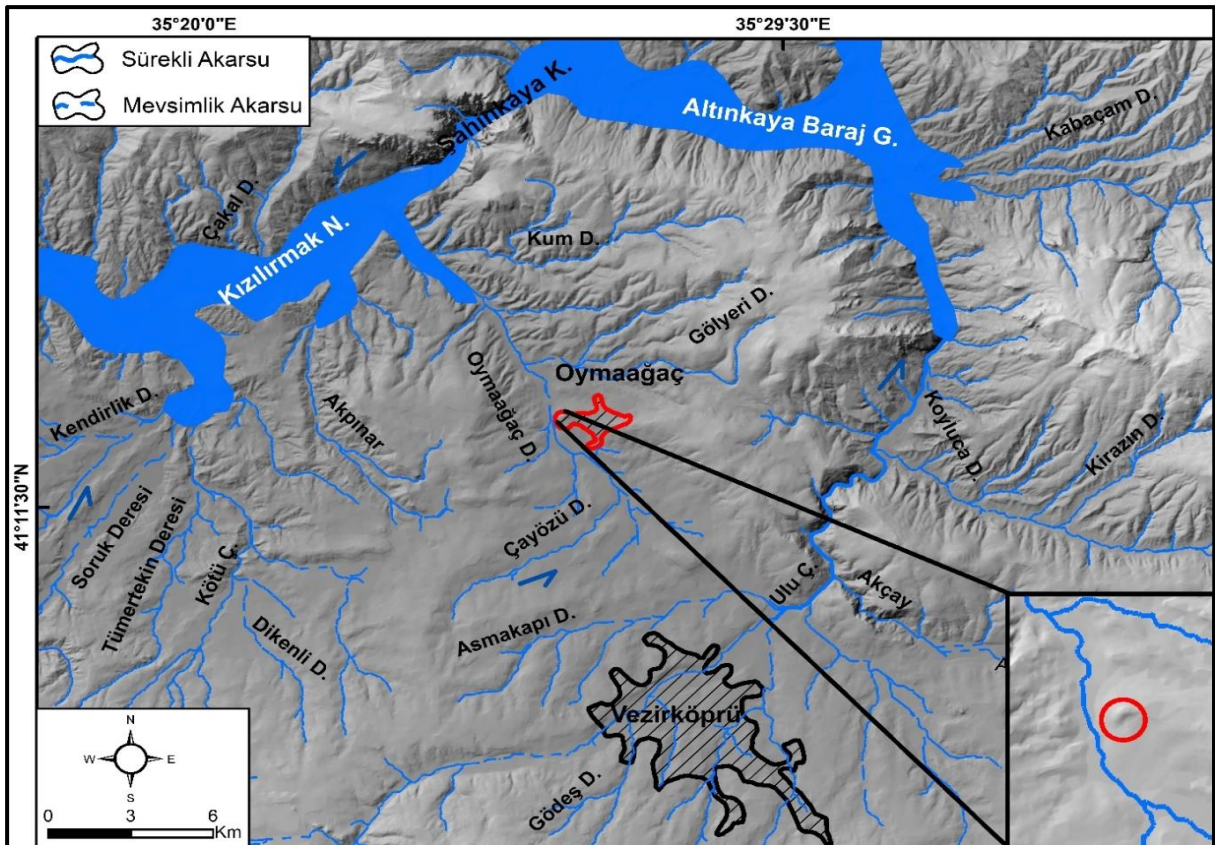 35°20'0"E
35°29'30"E
Sürekli Akarsu
Mevsimlik Akarsu
Şahinkaya K.
Altınkaya Baraj G.
Kabaçam D.
Çakal D.
Kızılırmak N.
Kum D.
Gölyeri D.
Oymaağaç
Oymaağaç D.
Kendirlik D.
Akpınar
Koyluca D.
Kirazın D.
41°11'30"N
Soruk Deresi
Tümertekin Deresi
Kötü Ç.
Çayözü D.
Ulu Ç.
Akçay
Dikenli D.
Asmakapı D.
A
Vezirköprü
Gödeş D.
N
W
E
S
0 3 6
Km